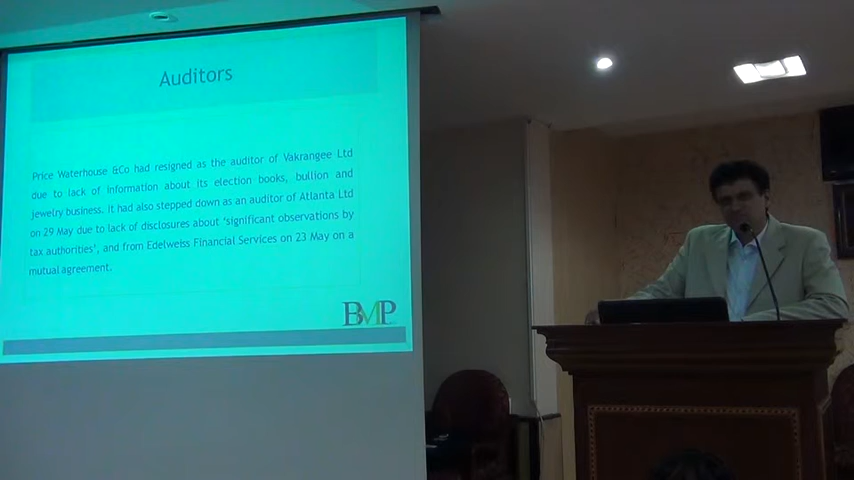 Auditors
Price Waterhouse &Co had resigned as the auditor of Vakrangee Ltd
due to lack of information about its election books, bullion and
jewelry business. It had also stepped down as an auditor of Atlanta Ltd
on 29 May due to lack of disclosures about ‘significant observations by
tax authorities’, and from Edelweiss Financial Services on 23 May on a
mutual agreement.
BMP